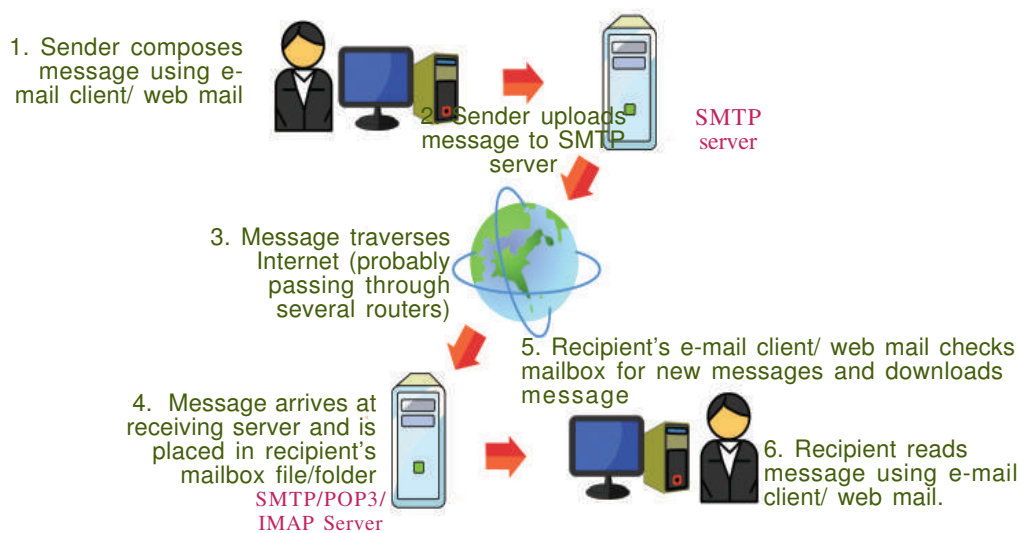 1. Sender composes
message using e-
mail client/ web mail
2. Sender uploads
message to SMTP
server
SMTP
server
3. Message traverses
Internet (probably
passing through
several routers)
4. Message arrives at
receiving server and is
placed in recipient's
mailbox file/folder
SMTP/POP3/
IMAP Server
5. Recipient's e-mail client/ web mail checks
mailbox for new messages and downloads
message
6. Recipient reads
message using e-mail
client/ web mail.